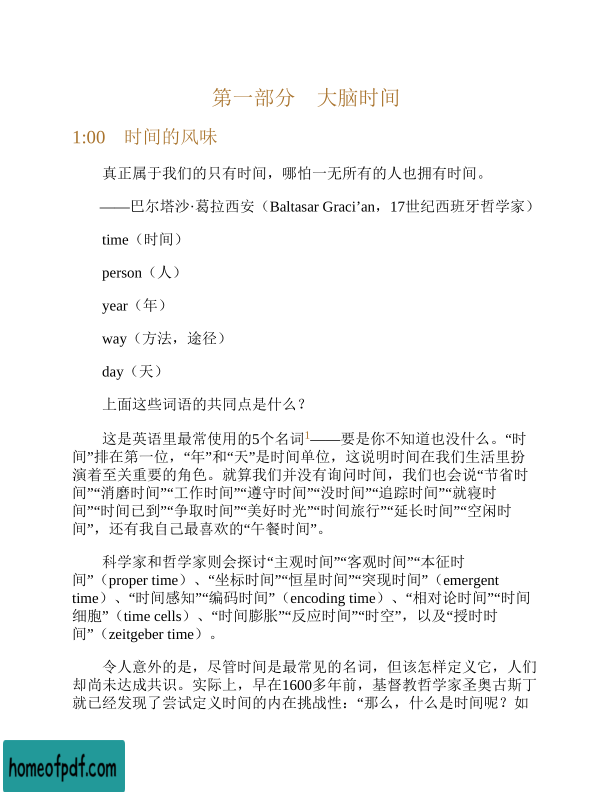 第一部分　大脑时间
1:00　时间的风味
真正属于我们的只有时间，哪怕一无所有的人也拥有时间。
——巴尔塔沙·葛拉西安（Baltasar Graci’an，17世纪西班牙哲学家）
time（时间）
person（人）
year（年）
way（方法，途径）
day（天）
上面这些词语的共同点是什么？
这是英语里最常使用的5个名词1——要是你不知道也没什么。“时
间”排在第一位，“年”和“天”是时间单位，这说明时间在我们生活里扮
演着至关重要的角色。就算我们并没有询问时间，我们也会说“节省时
间”“消磨时间”“工作时间”“遵守时间”“没时间”“追踪时间”“就寝时
间”“时间已到”“争取时间”“美好时光”“时间旅行”“延长时间”“空闲时
间”，还有我自己最喜欢的“午餐时间”。
科学家和哲学家则会探讨“主观时间”“客观时间”“本征时
间”（proper time）、“坐标时间”“恒星时间”“突现时间”（emergent
time）、“时间感知”“编码时间”（encoding time）、“相对论时间”“时间
细胞”（time cells）、“时间膨胀”“反应时间”“时空”，以及“授时时
间”（zeitgeber time）。
令人意外的是，尽管时间是最常见的名词，但该怎样定义它，人们
却尚未达成共识。实际上，早在1600多年前，基督教哲学家圣奥古斯丁
就已经发现了尝试定义时间的内在挑战性：“那么，什么是时间呢？如
homeofpdf.com